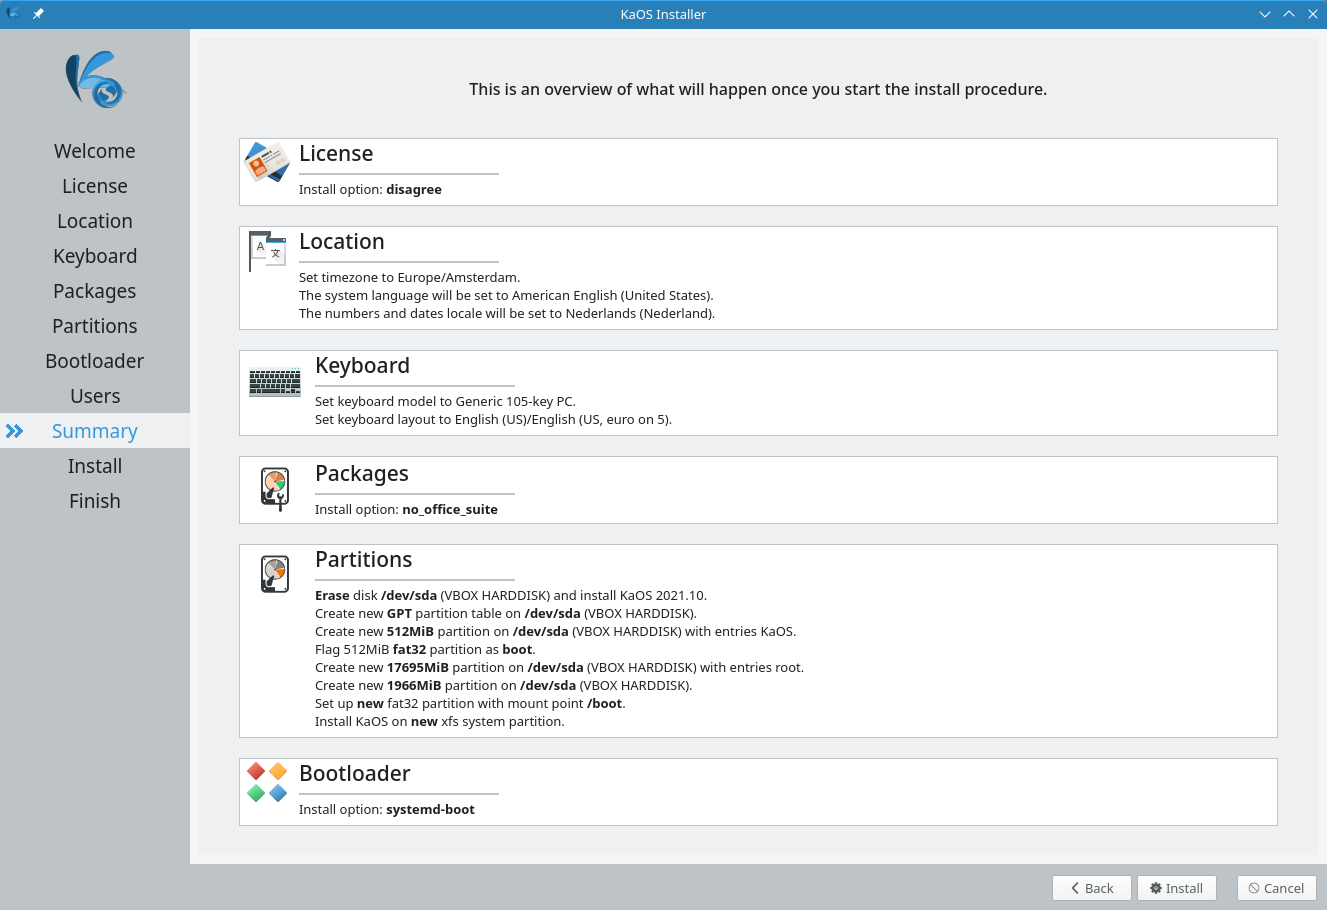 KaOS Installer
Welcome
License
Location
Keyboard
Packages
Partitions
Bootloader
Users
Summary
Install
Finish
This is an overview of what will happen once you start the install procedure.
License
Install option: disagree
A 文
Location
Set timezone to Europe/Amsterdam.
The system language will be set to American English (United States).
The numbers and dates locale will be set to Nederlands (Nederland).
Keyboard
Set keyboard model to Generic 105-key PC.
Set keyboard layout to English (US)/English (US, euro on 5).
Packages
Install option: no_office_suite
Partitions
Erase disk /dev/sda (VBOX HARDDISK) and install KaOS 2021.10.
Create new GPT partition table on /dev/sda (VBOX HARDDISK).
Create new 512MiB partition on /dev/sda (VBOX HARDDISK) with entries KaOS.
Flag 512MiB fat32 partition as boot.
Create new 17695MiB partition on /dev/sda (VBOX HARDDISK) with entries root.
Create new 1966MiB partition on /dev/sda (VBOX HARDDISK).
Set up new fat32 partition with mount point /boot.
Install KaOS on new xfs system partition.
Bootloader
Install option: systemd-boot
Back
Install
Cancel